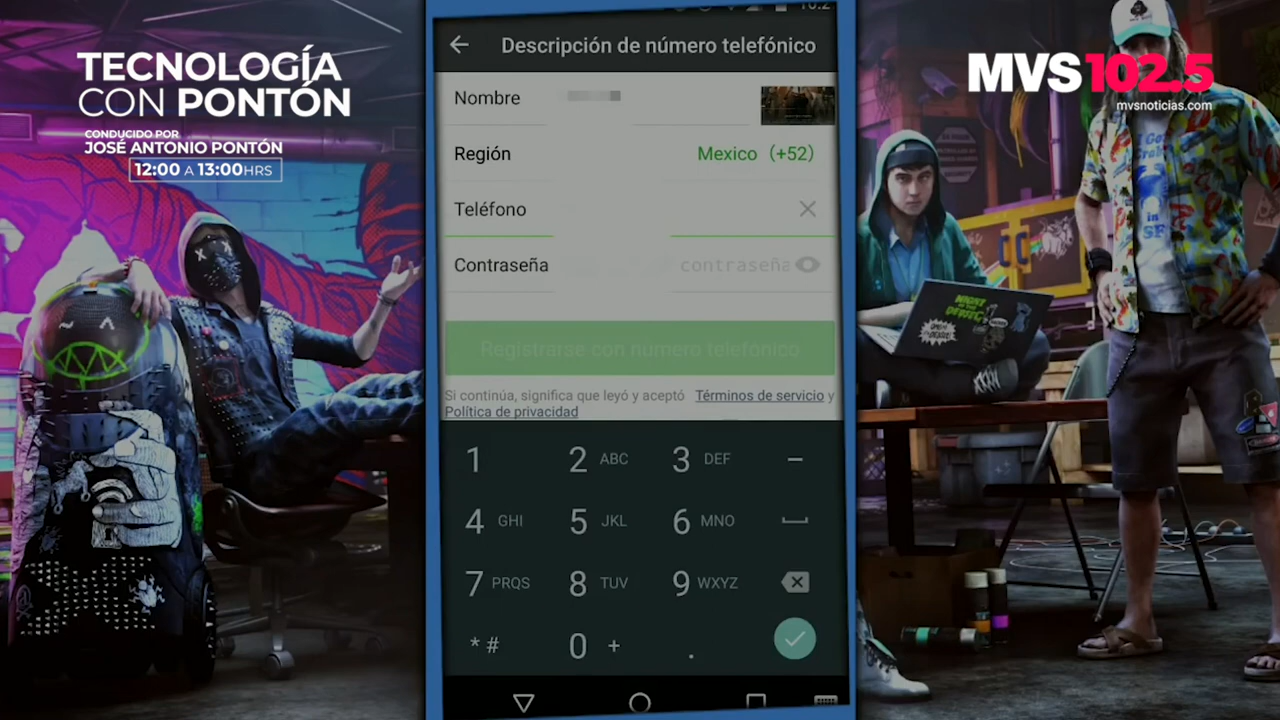 TECNOLOGÍA
CON PONTÓN
CONDUCIDO POR
JOSÉ ANTONIO PONTÓN
12:00 A 13:00HRS
MVS 102.5
mvsnoticias.com
Descripción de número telefónico
Nombre
Región Mexico (+52)
Teléfono
Contraseña contraseña
Registrarse con número telefónico
Si continúa, significa que leyó y aceptó Términos de servicio y
Política de privacidad
1 2 ABC 3 DEF –
4 GHI 5 JKL 6 MNO
7 PRQS 8 TUV 9 WXYZ
* # 0 + .